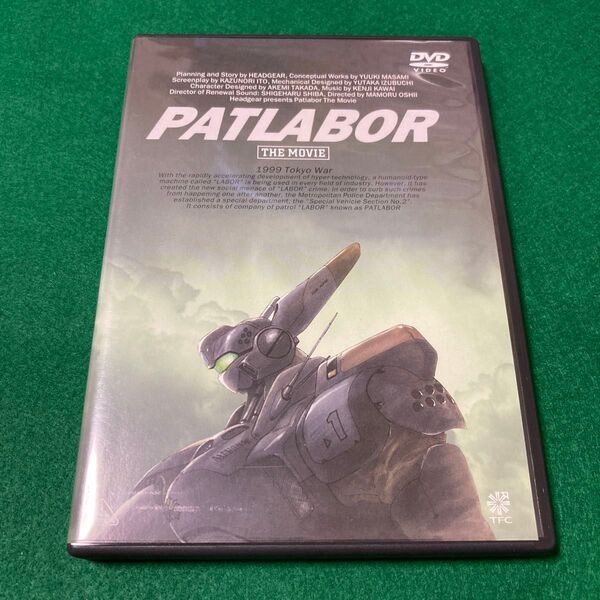 DVD
VIDEO
Planning and Story by HEADGEAR, Conceptual Works by YUUKI MASAMI
Screenplay by KAZUNORI ITO, Mechanical Designed by YUTAKA IZUBUCHI
Character Designed by AKEMI TAKADA, Music by KENJI KAWAI
Director of Renewal Sound: SHIGEHARU SHIBA, Directed by MAMORU OSHII
Headgear presents Patlabor The Movie
PATLABOR
THE MOVIE
1999 Tokyo War
With the rapidly accelerating development of hyper-technology, a humanoid-type
machine called "LABOR" is being used in every field of industry. However, it has
created the new social menace of "LABOR" crime. In order to curb such crimes
from happening one after another, the Metropolitan Police Department has
established a special department, the "Special Vehicle Section No.2".
It consists of company of patrol "LABOR" known as PATLABOR
1
TFC